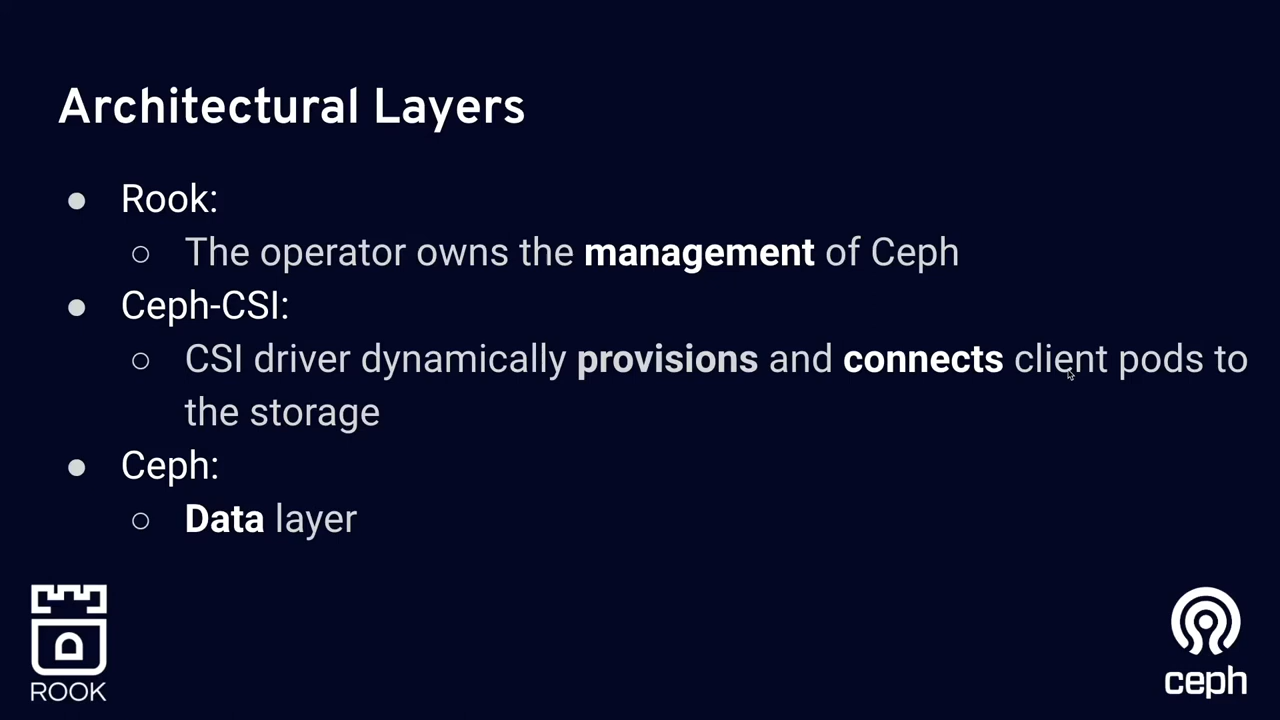 Architectural Layers
● Rook:
○ The operator owns the management of Ceph
● Ceph-CSI:
○ CSI driver dynamically provisions and connects client pods to
the storage
● Ceph:
○ Data layer
ROOK
ceph